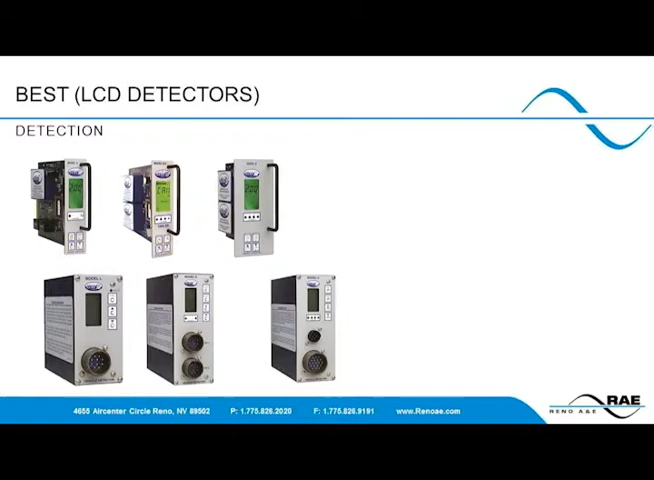 BEST (LCD DETECTORS)
DETECTION
MODEL L
4655 Aircenter Circle Reno, NV 89502 P: 1.775.826.2020 F: 1.775.826.9191 www.Renoae.com
RAE
RENO A&E